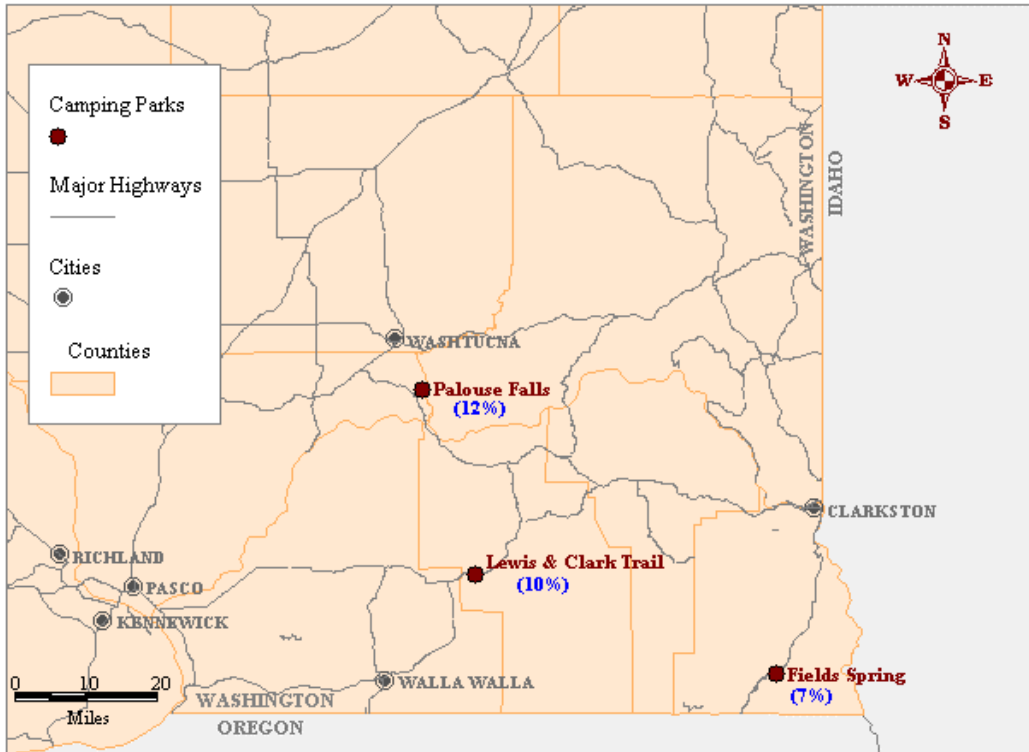 N
W E
S
Camping Parks
Major Highways
Cities
Counties
WASHINGTON
IDAHO
WASHTUCNA
Palouse Falls
(12%)
CLARKSTON
RICHLAND
Lewis & Clark Trail
(10%)
PASCO
KENNEWICK
Fields Spring
(7%)
WALLA WALLA
0 10 20
Miles
WASHINGTON
OREGON